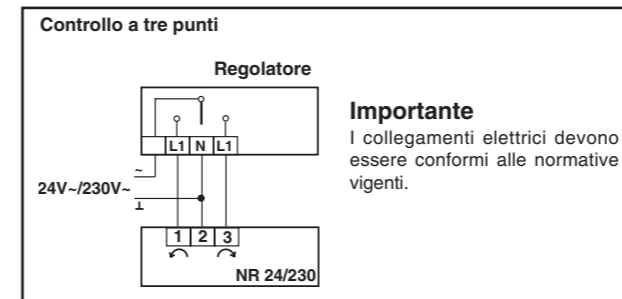 Controllo a tre punti
Regolatore
L1 N L1
~
24V~/230V~
⊥
1 2 3
NR 24/230
Importante
I collegamenti elettrici devono
essere conformi alle normative
vigenti.